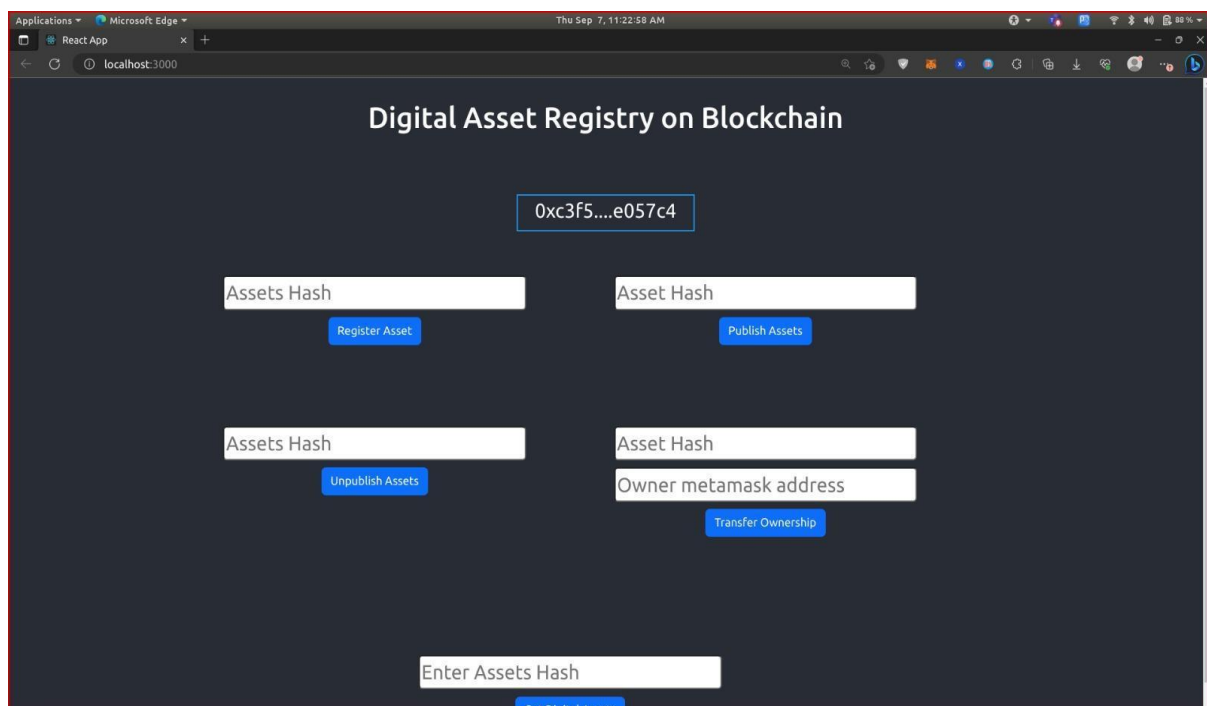 Applications Microsoft Edge Thu Sep 7, 11:22:58 AM 88 %
React App
localhost:3000
Digital Asset Registry on Blockchain
0xc3f5....e057c4
Assets Hash Asset Hash
Register Asset Publish Assets
Assets Hash Asset Hash
Unpublish Assets Owner metamask address
Transfer Ownership
Enter Assets Hash